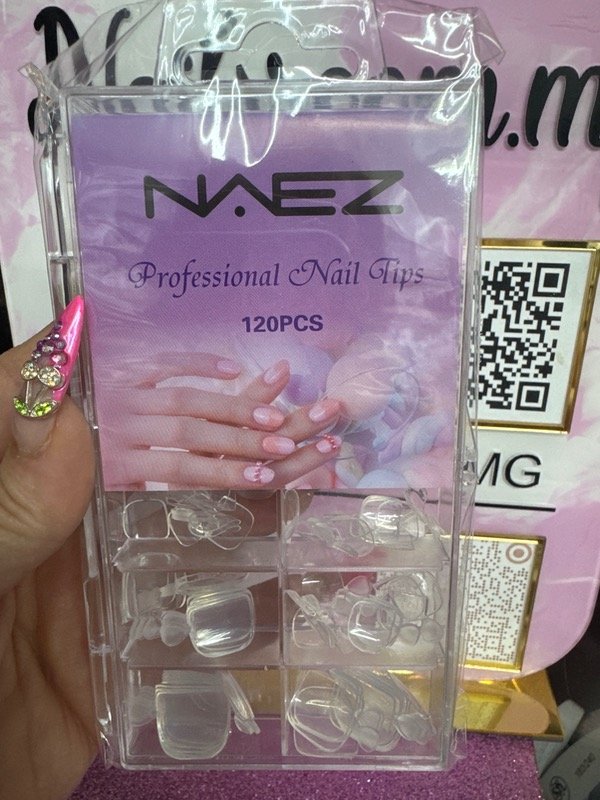 NAEZ
Professional Nail Tips
120PCS
MG